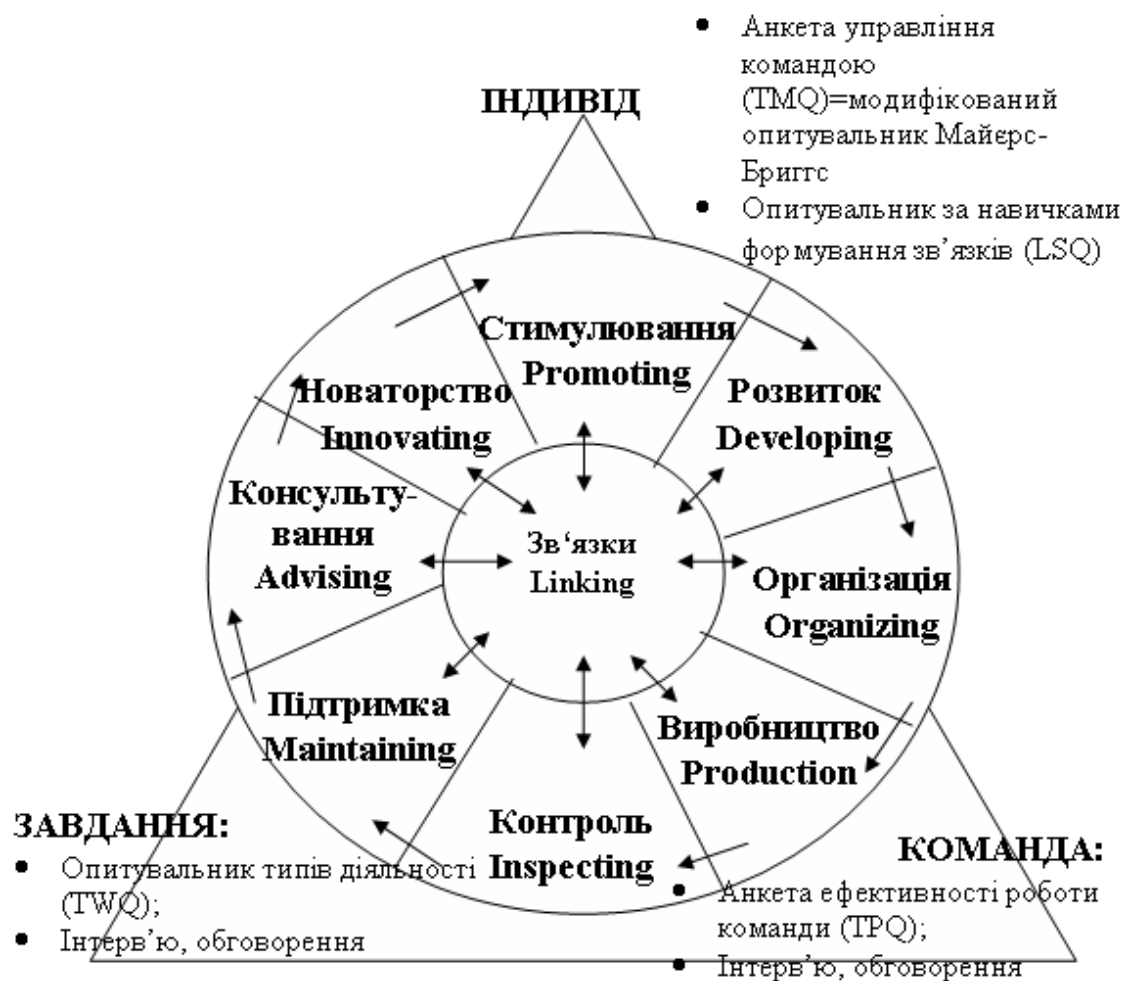 • Анкета управління
командою
(TMQ)=модифікований
опитувальник Майєрс-
Бриггс
• Опитувальник за навичками
формування зв’язків (LSQ)
ІНДИВІД
Стимулювання
Promoting
Новаторство
Innovating
Розвиток
Developing
Консульту-
вання
Advising
Зв‘язки
Linking
Організація
Organizing
Підтримка
Maintaining
Виробництво
Production
Контроль
Inspecting
ЗАВДАННЯ:
• Опитувальник типів діяльності
(TWQ);
• Інтерв’ю, обговорення
КОМАНДА:
• Анкета ефективності роботи
команди (TPQ);
• Інтерв’ю, обговорення